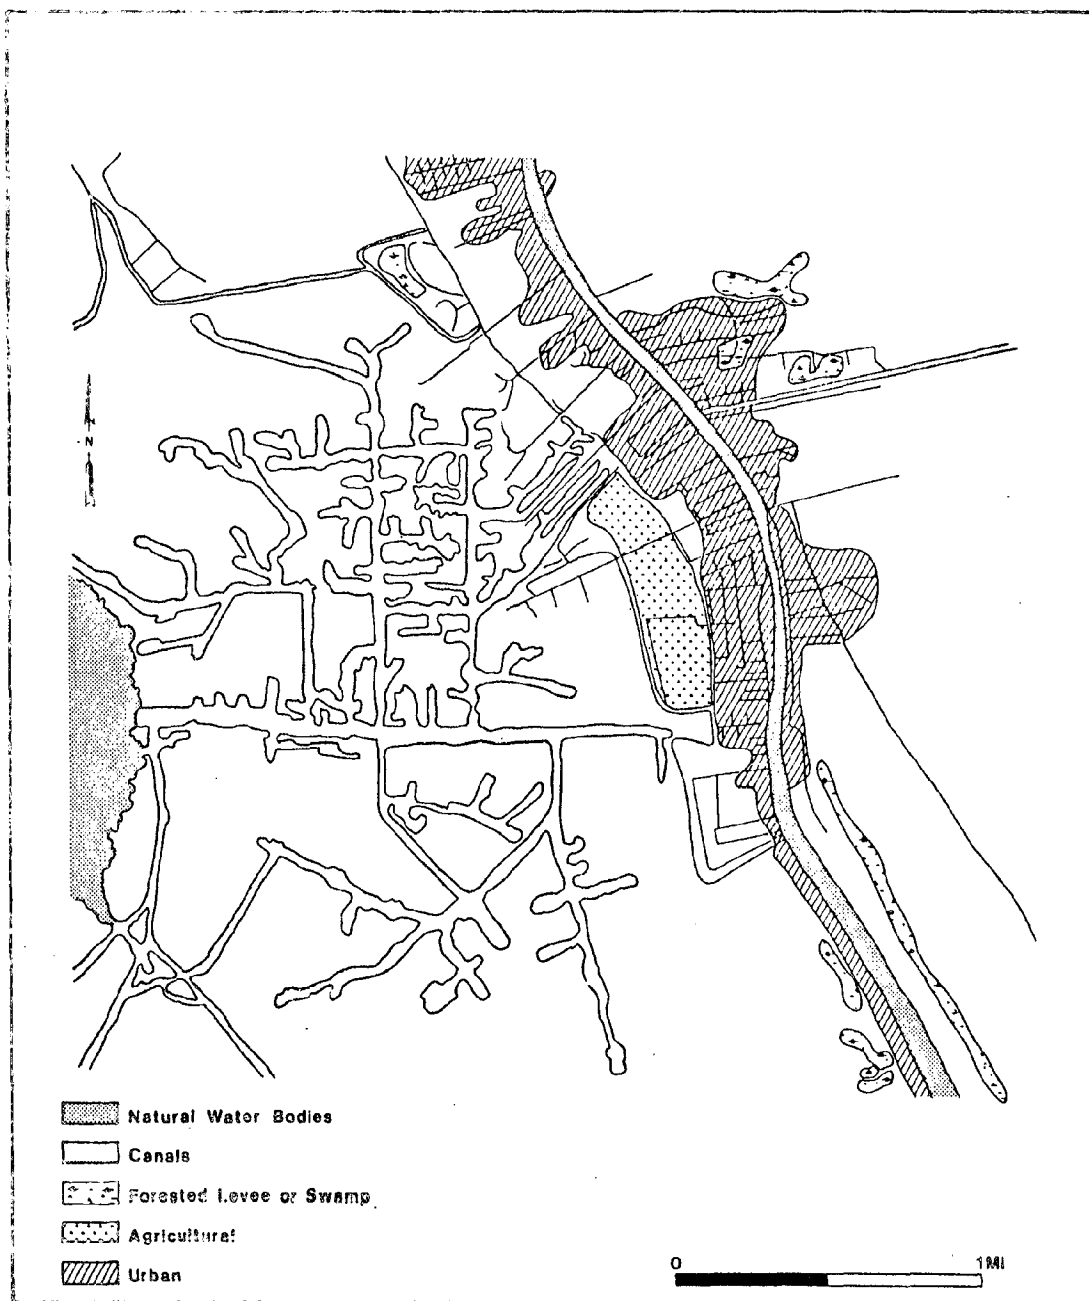 N
Natural Water Bodies
Canals
Forested Levee or Swamp
Agricultural
Urban
0 1MI